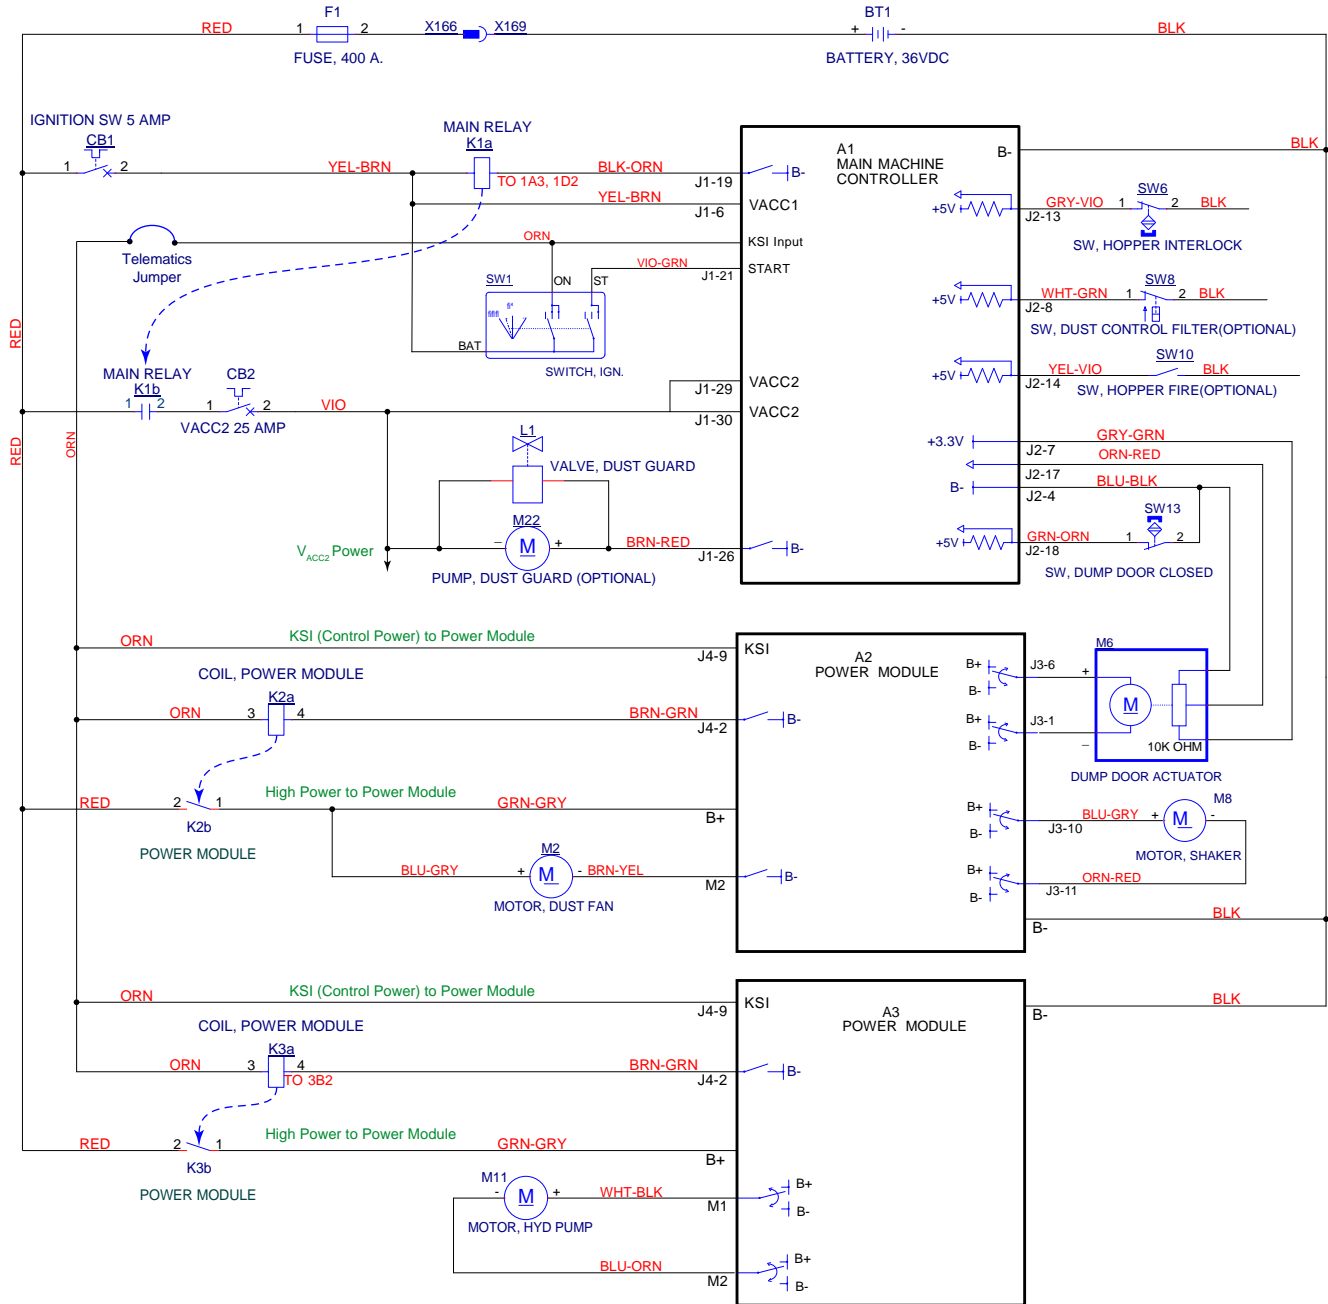 F1
RED 1 2 X166 X169
FUSE, 400 A.
BT1
+ -
BATTERY, 36VDC
BLK
IGNITION SW 5 AMP
CB1
1 2
YEL-BRN
MAIN RELAY
K1a
TO 1A3, 1D2
BLK-ORN
J1-19
YEL-BRN
J1-6
ORN
VIO-GRN
J1-21
A1
MAIN MACHINE
CONTROLLER
B-
BLK
B-
VACC1
KSI Input
START
Telematics
Jumper
SW1
ON ST
BAT
SWITCH, IGN.
+5V
GRY-VIO
J2-13
SW6
1 2
BLK
SW, HOPPER INTERLOCK
+5V
WHT-GRN
J2-8
SW8
1 2
BLK
SW, DUST CONTROL FILTER(OPTIONAL)
+5V
YEL-VIO
J2-14
SW10
BLK
SW, HOPPER FIRE(OPTIONAL)
RED
RED
ORN
MAIN RELAY
K1b
1 2
CB2
1 2
VACC2 25 AMP
VIO
J1-29
VACC2
J1-30
VACC2
L1
VALVE, DUST GUARD
M22
– M +
BRN-RED
J1-26
B-
VACC2 Power
PUMP, DUST GUARD (OPTIONAL)
+3.3V
GRY-GRN
J2-7
ORN-RED
J2-17
B-
BLU-BLK
J2-4
SW13
+5V
GRN-ORN
J2-18
1 2
SW, DUMP DOOR CLOSED
ORN
KSI (Control Power) to Power Module
J4-9
KSI
A2
POWER MODULE
COIL, POWER MODULE
K2a
ORN 3 4
BRN-GRN
J4-2
B-
B+
B-
J3-6
B+
B-
J3-1
M6
+
M
–
10K OHM
DUMP DOOR ACTUATOR
RED 2 1
K2b
POWER MODULE
High Power to Power Module
GRN-GRY
B+
BLU-GRY
M2
+ M -
BRN-YEL
M2
B-
MOTOR, DUST FAN
B+
B-
BLU-GRY
J3-10
M8
+ M -
MOTOR, SHAKER
B+
B-
ORN-RED
J3-11
BLK
B-
ORN
KSI (Control Power) to Power Module
J4-9
KSI
A3
POWER MODULE
BLK
B-
COIL, POWER MODULE
K3a
ORN 3 4
TO 3B2
BRN-GRN
J4-2
B-
RED 2 1
K3b
POWER MODULE
High Power to Power Module
GRN-GRY
B+
M11
- M +
WHT-BLK
M1
B+
B-
MOTOR, HYD PUMP
BLU-ORN
M2
B+
B-